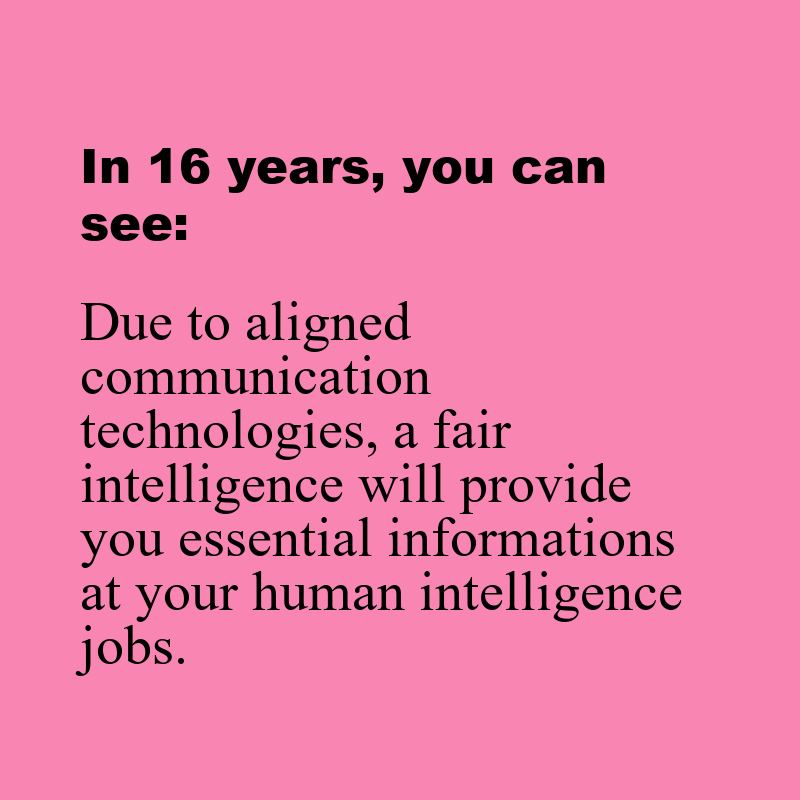 In 16 years, you can
see:
Due to aligned
communication
technologies, a fair
intelligence will provide
you essential informations
at your human intelligence
jobs.